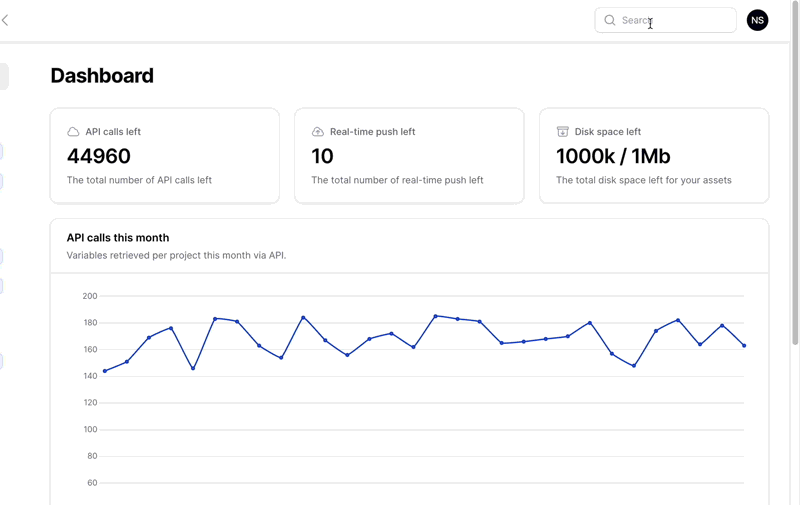 Search
NS
Dashboard
API calls left
44960
The total number of API calls left
Real-time push left
10
The total number of real-time push left
Disk space left
1000k / 1Mb
The total disk space left for your assets
API calls this month
Variables retrieved per project this month via API.
200
180
160
140
120
100
80
60